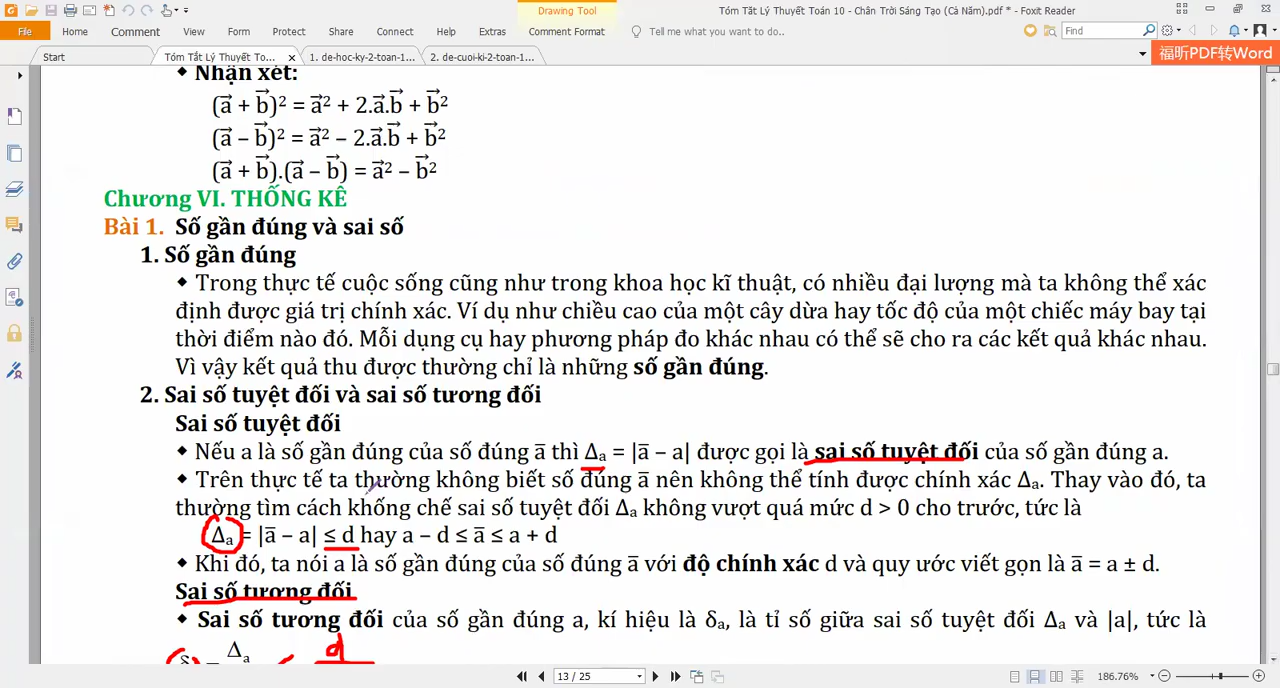 Drawing Tool
Tóm Tắt Lý Thuyết Toán 10 - Chân Trời Sáng Tạo (Cả Năm).pdf * - Foxit Reader
File Home Comment View Form Protect Share Connect Help Extras Comment Format Tell me what you want to do.. Find
Start Tóm Tắt Lý Thuyết To... 1. de-hoc-ky-2-toan-1... 2. de-cuoi-ki-2-toan-1... 福昕PDF转Word
Nhận xét:
(a⃗ + b⃗)² = a⃗² + 2.a⃗.b⃗ + b⃗²
(a⃗ – b⃗)² = a⃗² – 2.a⃗.b⃗ + b⃗²
(a⃗ + b⃗).(a⃗ – b⃗) = a⃗² – b⃗²
Chương VI. THỐNG KÊ
Bài 1. Số gần đúng và sai số
1. Số gần đúng
Trong thực tế cuộc sống cũng như trong khoa học kĩ thuật, có nhiều đại lượng mà ta không thể xác
định được giá trị chính xác. Ví dụ như chiều cao của một cây dừa hay tốc độ của một chiếc máy bay tại
thời điểm nào đó. Mỗi dụng cụ hay phương pháp đo khác nhau có thể sẽ cho ra các kết quả khác nhau.
Vì vậy kết quả thu được thường chỉ là những số gần đúng.
2. Sai số tuyệt đối và sai số tương đối
Sai số tuyệt đối
Nếu a là số gần đúng của số đúng a̅ thì Δₐ = |a̅ – a| được gọi là sai số tuyệt đối của số gần đúng a.
Trên thực tế ta thường không biết số đúng a̅ nên không thể tính được chính xác Δₐ. Thay vào đó, ta
thường tìm cách khống chế sai số tuyệt đối Δₐ không vượt quá mức d > 0 cho trước, tức là
Δₐ = |a̅ – a| ≤ d hay a – d ≤ a̅ ≤ a + d
Khi đó, ta nói a là số gần đúng của số đúng a̅ với độ chính xác d và quy ước viết gọn là a̅ = a ± d.
Sai số tương đối
Sai số tương đối của số gần đúng a, kí hiệu là δₐ, là tỉ số giữa sai số tuyệt đối Δₐ và |a|, tức là
Δₐ d
13 / 25 186.76%